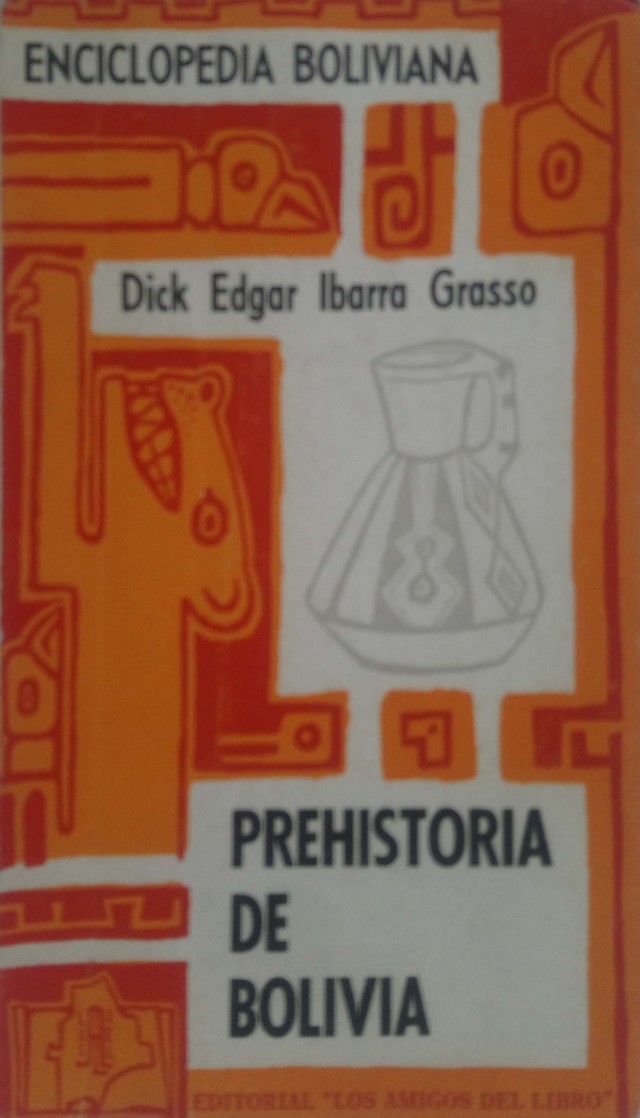 ENCICLOPEDIA BOLIVIANA
Dick Edgar Ibarra Grasso
PREHISTORIA
DE
BOLIVIA
EDITORIAL "LOS AMIGOS DEL LIBRO"